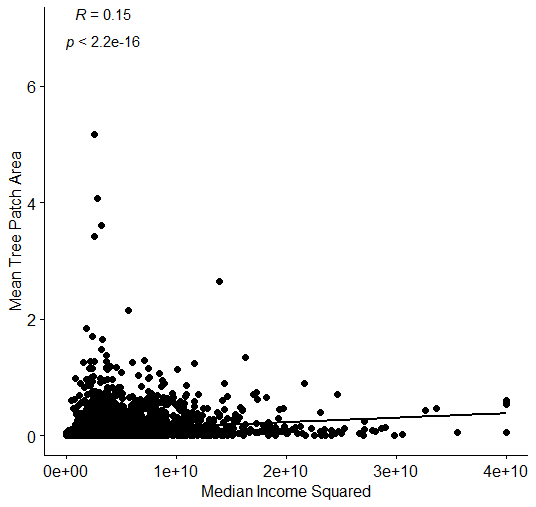 R = 0.15
p < 2.2e-16
6
4
2
0
Mean Tree Patch Area
0e+00 1e+10 2e+10 3e+10 4e+10
Median Income Squared